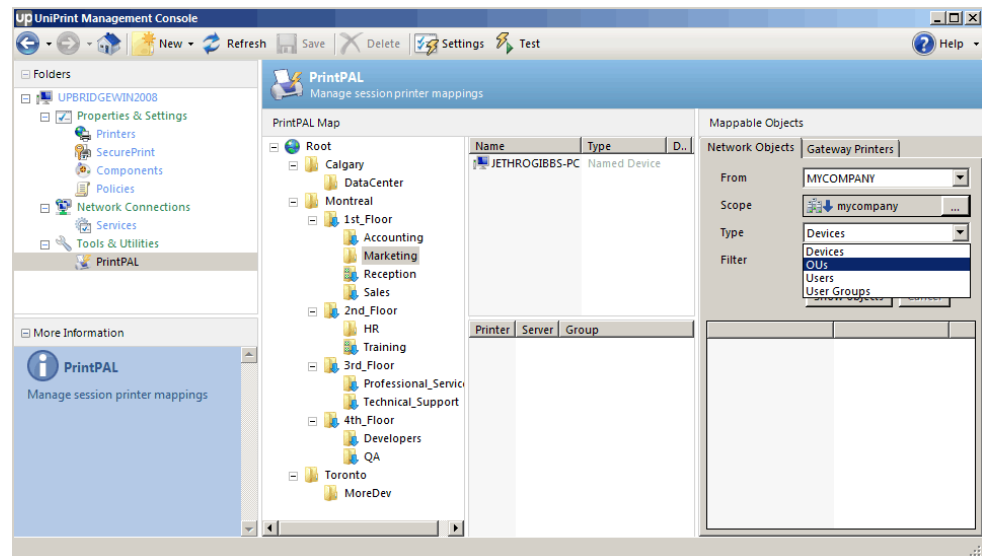 up UniPrint Management Console
New Refresh Save Delete Settings Test Help
Folders
UPBRIDGEWIN2008
Properties & Settings
Printers
SecurePrint
Components
Policies
Network Connections
Services
Tools & Utilities
PrintPAL
More Information
PrintPAL
Manage session printer mappings
PrintPAL
Manage session printer mappings
PrintPAL Map
Root
Calgary
DataCenter
Montreal
1st_Floor
Accounting
Marketing
Reception
Sales
2nd_Floor
HR
Training
3rd_Floor
Professional_Servic
Technical_Support
4th_Floor
Developers
QA
Toronto
MoreDev
Name Type D..
JETHROGIBBS-PC Named Device
Printer Server Group
Mappable Objects
Network Objects Gateway Printers
From MYCOMPANY
Scope mycompany ...
Type Devices
Devices
Filter
OUs
Users
User Groups